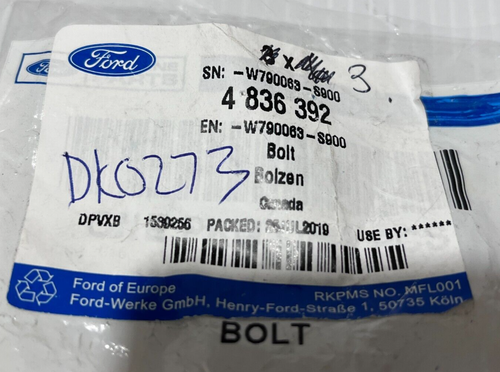 Ford
3
SN: -W790063-S900
4 836 392
EN: -W790063-S900
Bolt
DK0273
Bolzen
Canada
DPVXB 1530256 PACKED: 2019 USE BY: ******
Ford of Europe
RKPMS NO. MFL001
Ford-Werke GmbH, Henry-Ford-Straße 1, 50735 Köln
BOLT